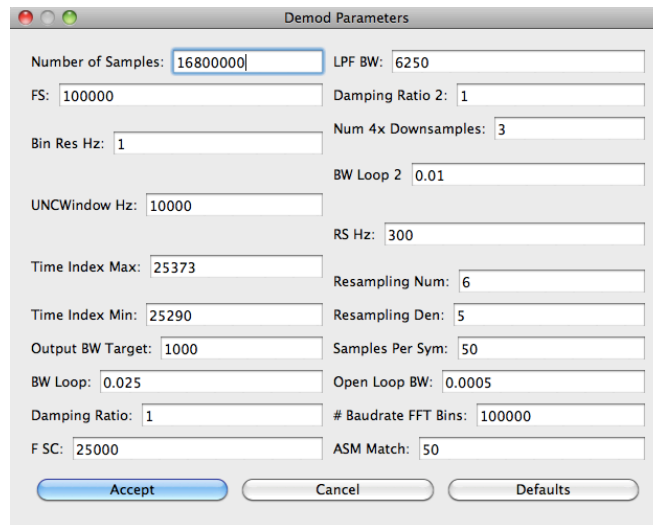 Demod Parameters
Number of Samples: 16800000
FS: 100000
Bin Res Hz: 1
UNCWindow Hz: 10000
Time Index Max: 25373
Time Index Min: 25290
Output BW Target: 1000
BW Loop: 0.025
Damping Ratio: 1
F SC: 25000
LPF BW: 6250
Damping Ratio 2: 1
Num 4x Downsamples: 3
BW Loop 2 0.01
RS Hz: 300
Resampling Num: 6
Resampling Den: 5
Samples Per Sym: 50
Open Loop BW: 0.0005
# Baudrate FFT Bins: 100000
ASM Match: 50
Accept
Cancel
Defaults